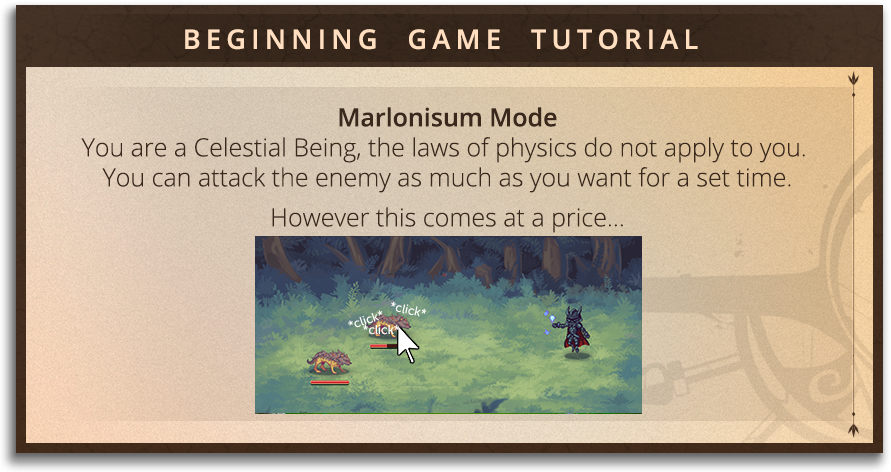 BEGINNING GAME TUTORIAL
Marlonisum Mode
You are a Celestial Being, the laws of physics do not apply to you.
You can attack the enemy as much as you want for a set time.
However this comes at a price...
*click*
*click*
*click*